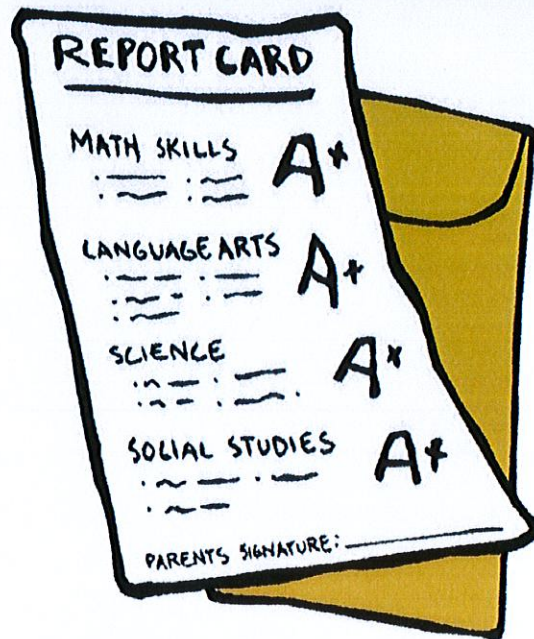 REPORT CARD
MATH SKILLS A+
LANGUAGE ARTS A+
SCIENCE A+
SOCIAL STUDIES A+
PARENTS SIGNATURE: